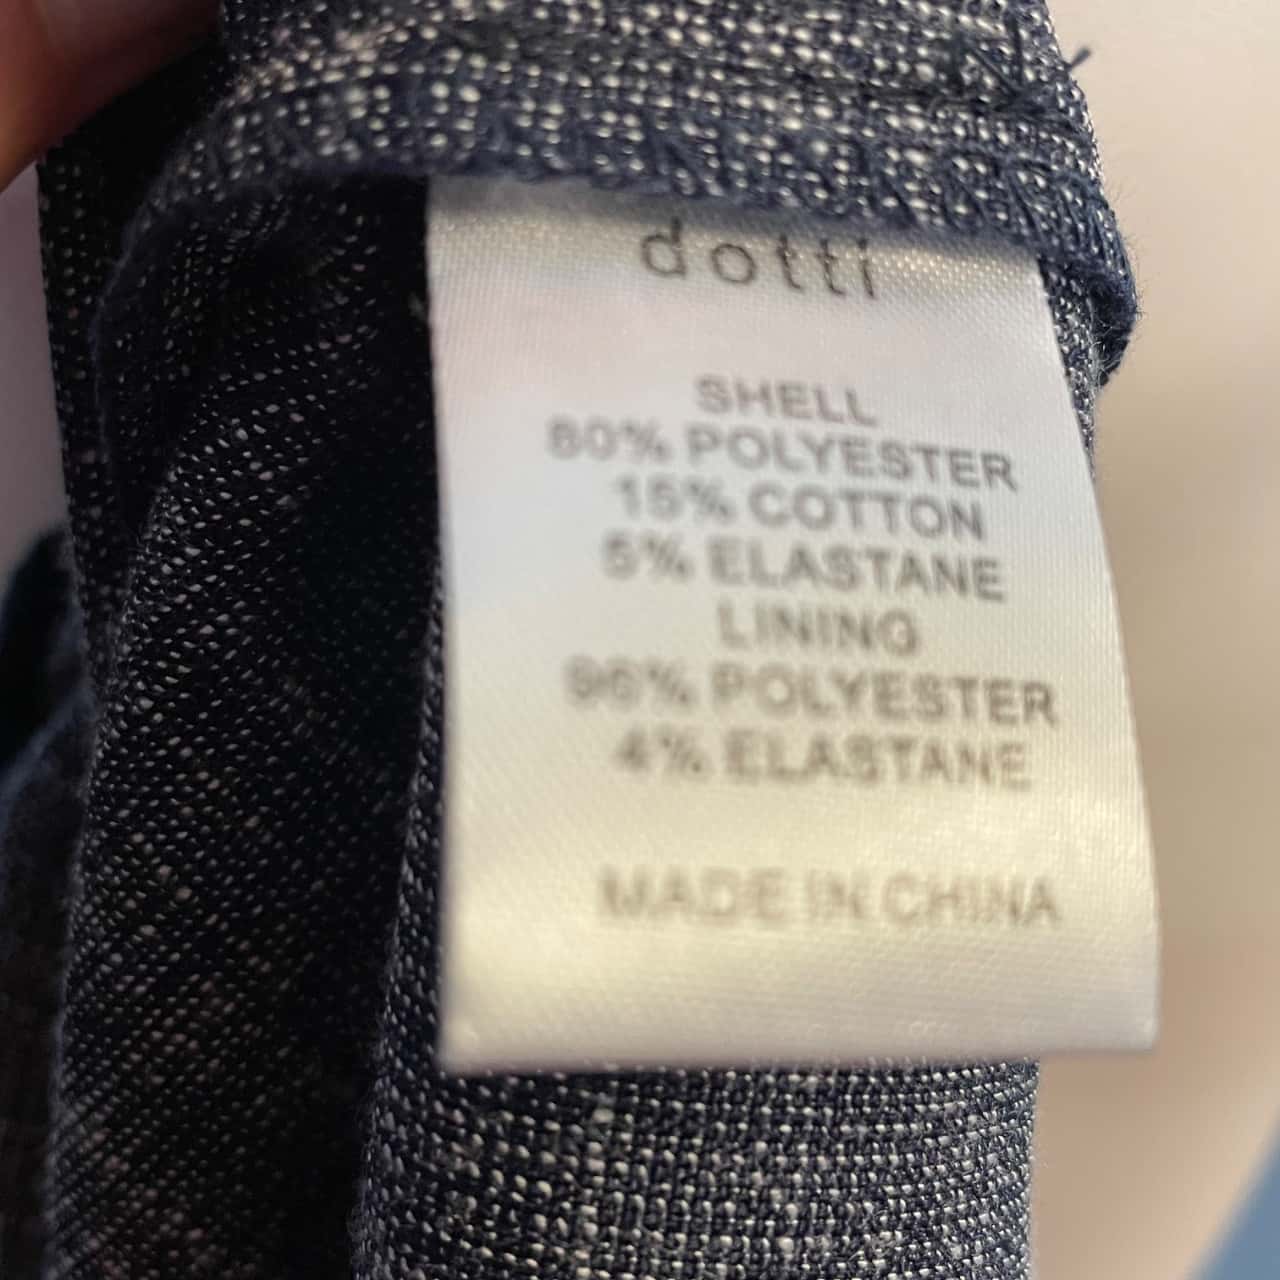 dotti
SHELL
80% POLYESTER
15% COTTON
5% ELASTANE
LINING
96% POLYESTER
4% ELASTANE
MADE IN CHINA